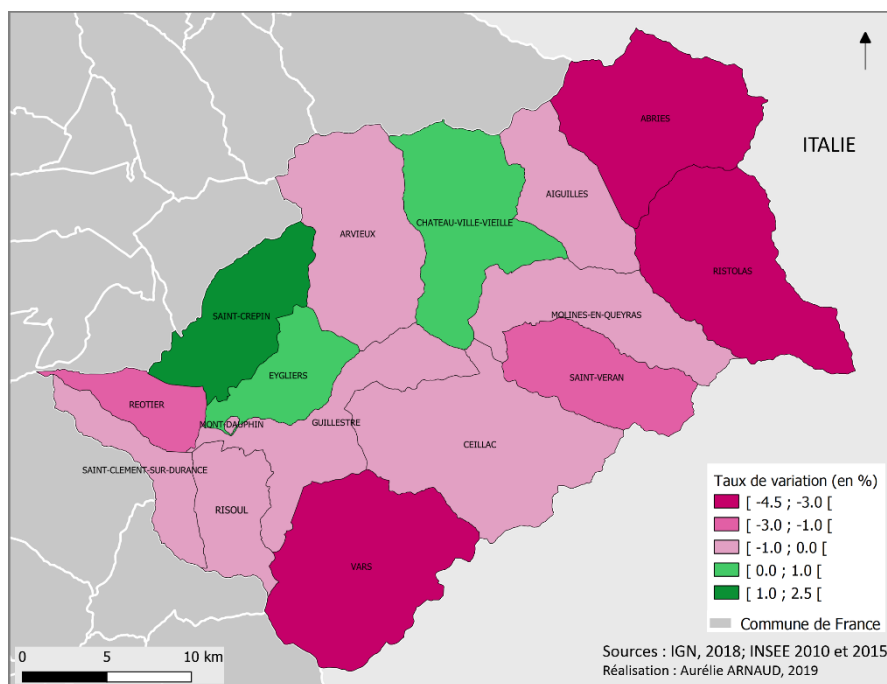 ABRIES
ITALIE
AIGUILLES
CHATEAU-VILLE-VIEILLE
ARVIEUX
RISTOLAS
SAINT-CREPIN
MOLINES-EN-QUEYRAS
EYGLIERS
SAINT-VERAN
REOTIER
MONT-DAUPHIN
GUILLESTRE
CEILLAC
SAINT-CLEMENT-SUR-DURANCE
RISOUL
VARS
Taux de variation (en %)
[ -4.5 ; -3.0 [
[ -3.0 ; -1.0 [
[ -1.0 ; 0.0 [
[ 0.0 ; 1.0 [
[ 1.0 ; 2.5 [
Commune de France
0 5 10 km
Sources : IGN, 2018; INSEE 2010 et 2015
Réalisation : Aurélie ARNAUD, 2019